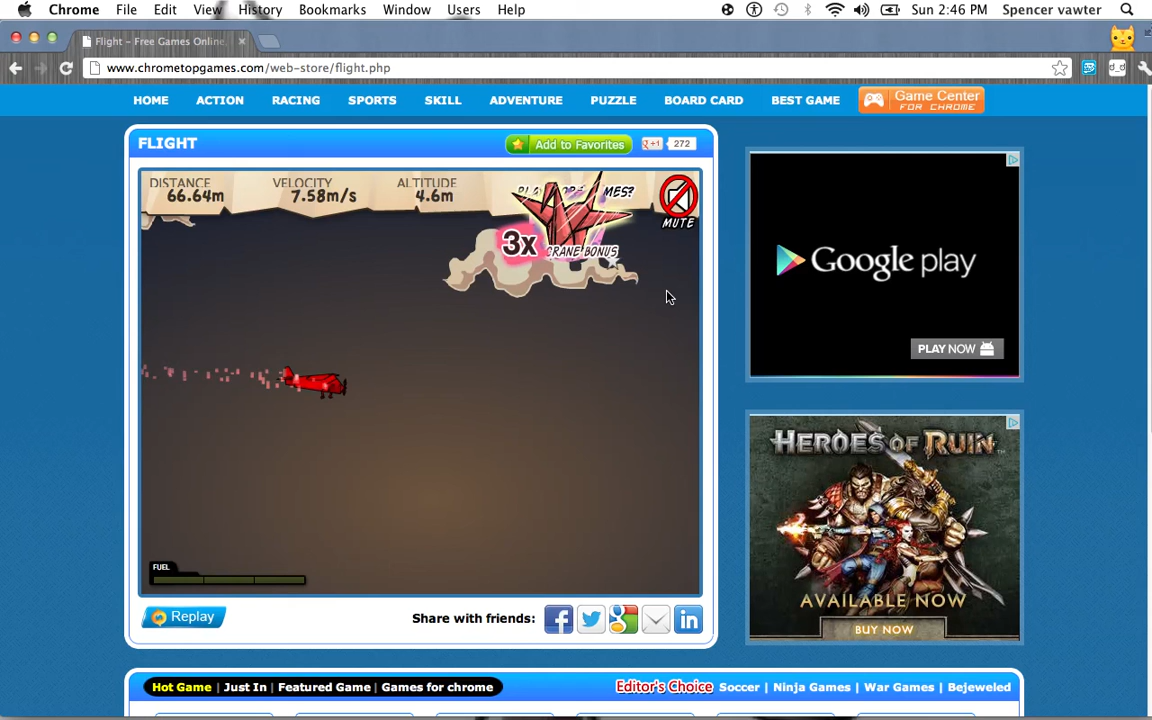 Chrome File Edit View History Bookmarks Window Users Help Sun 2:46 PM Spencer vawter
Flight – Free Games Online,
www.chrometopgames.com/web-store/flight.php
HOME ACTION RACING SPORTS SKILL ADVENTURE PUZZLE BOARD CARD BEST GAME Game Center
FOR CHROME
FLIGHT Add to Favorites +1 272
DISTANCE VELOCITY ALTITUDE
66.64m 7.58m/s 4.6m
MUTE
3x CRANE BONUS
FUEL
Replay Share with friends:
Google play
PLAY NOW
HEROES OF RUIN
AVAILABLE NOW
BUY NOW
Hot Game | Just In | Featured Game | Games for chrome Editor's Choice Soccer | Ninja Games | War Games | Bejeweled